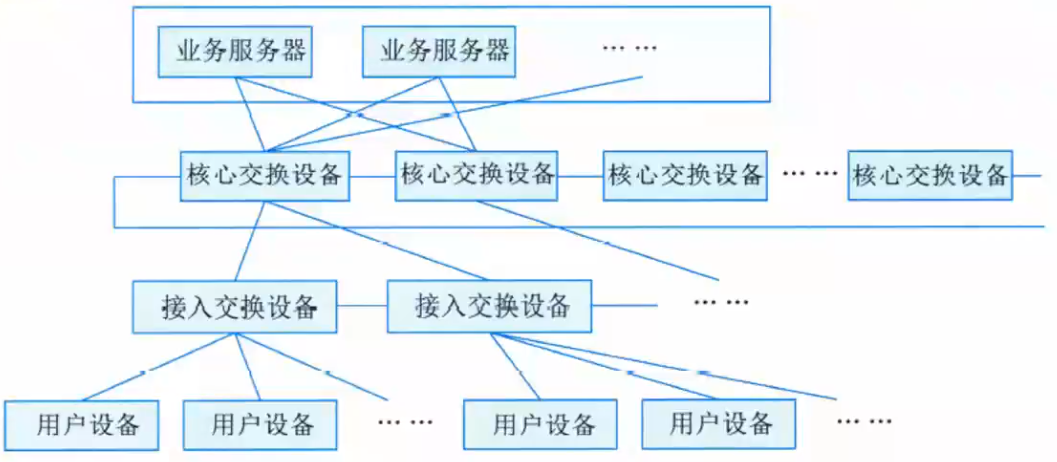 业务服务器 业务服务器 ……
核心交换设备 核心交换设备 核心交换设备 …… 核心交换设备
接入交换设备 接入交换设备 ……
用户设备 用户设备 …… 用户设备 用户设备 ……